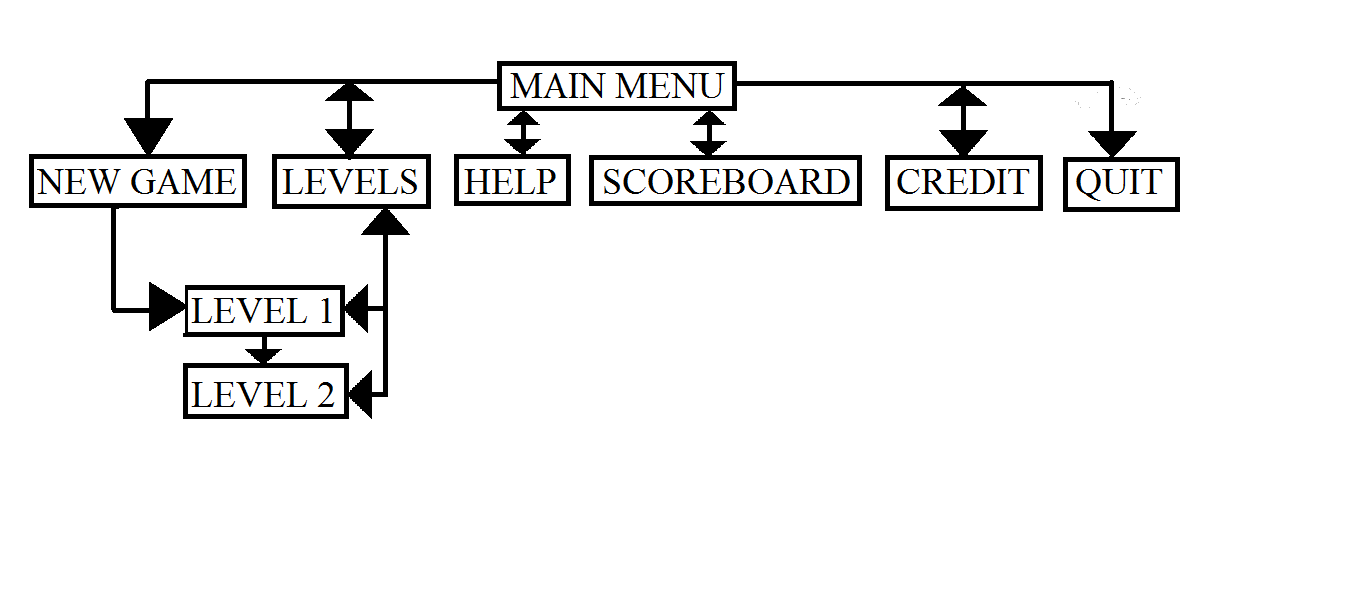 MAIN MENU
NEW GAME
LEVELS
HELP
SCOREBOARD
CREDIT
QUIT
LEVEL 1
LEVEL 2